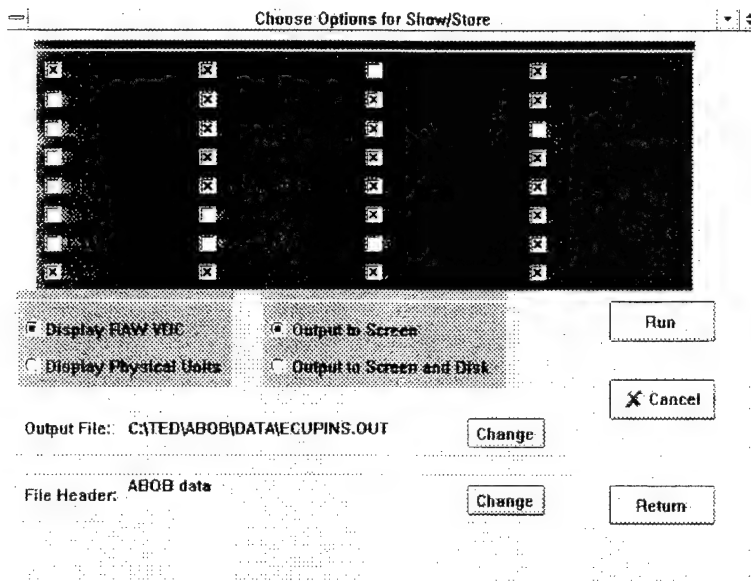 Choose Options for Show/Store
Display RAW VDC
Output to Screen
Run
Display Physical Units
Output to Screen and Disk
Cancel
Output File: C:\TED\ABOB\DATA\ECUPINS.OUT
Change
File Header: ABOB data
Change
Return